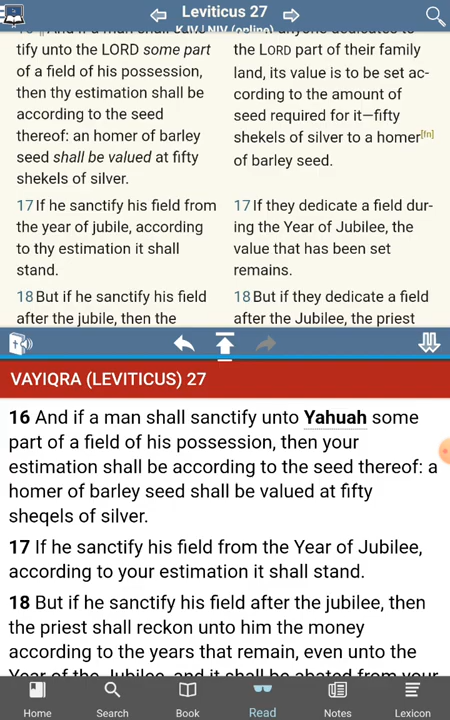 Leviticus 27
KJV | NIV (online)
tify unto the LORD some part
of a field of his possession,
then thy estimation shall be
according to the seed
thereof: an homer of barley
seed shall be valued at fifty
shekels of silver.
17 If he sanctify his field from
the year of jubile, according
to thy estimation it shall
stand.
18 But if he sanctify his field
after the jubile, then the
the LORD part of their family
land, its value is to be set ac-
cording to the amount of
seed required for it—fifty
shekels of silver to a homer[fn]
of barley seed.
17 If they dedicate a field dur-
ing the Year of Jubilee, the
value that has been set
remains.
18 But if they dedicate a field
after the Jubilee, the priest
VAYIQRA (LEVITICUS) 27
16 And if a man shall sanctify unto Yahuah some
part of a field of his possession, then your
estimation shall be according to the seed thereof: a
homer of barley seed shall be valued at fifty
sheqels of silver.
17 If he sanctify his field from the Year of Jubilee,
according to your estimation it shall stand.
18 But if he sanctify his field after the jubilee, then
the priest shall reckon unto him the money
according to the years that remain, even unto the
Year of the Jubilee, and it shall be abated from your
Home
Search
Book
Read
Notes
Lexicon